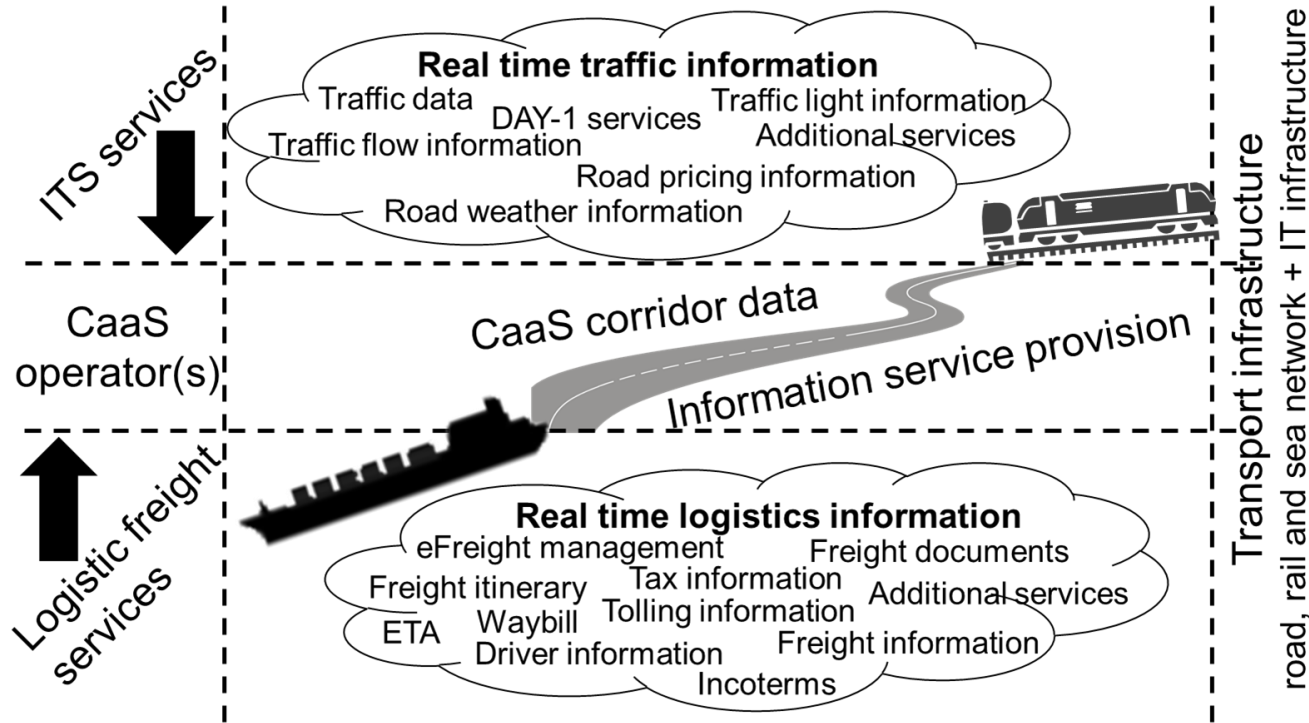 ITS services
Real time traffic information
Traffic data
DAY-1 services
Traffic light information
Traffic flow information
Additional services
Road pricing information
Road weather information
CaaS
operator(s)
CaaS corridor data
Information service provision
Logistic freight
services
Real time logistics information
eFreight management
Freight documents
Freight itinerary
Tax information
Additional services
ETA
Waybill
Tolling information
Freight information
Driver information
Incoterms
Transport infrastructure
road, rail and sea network + IT infrastructure